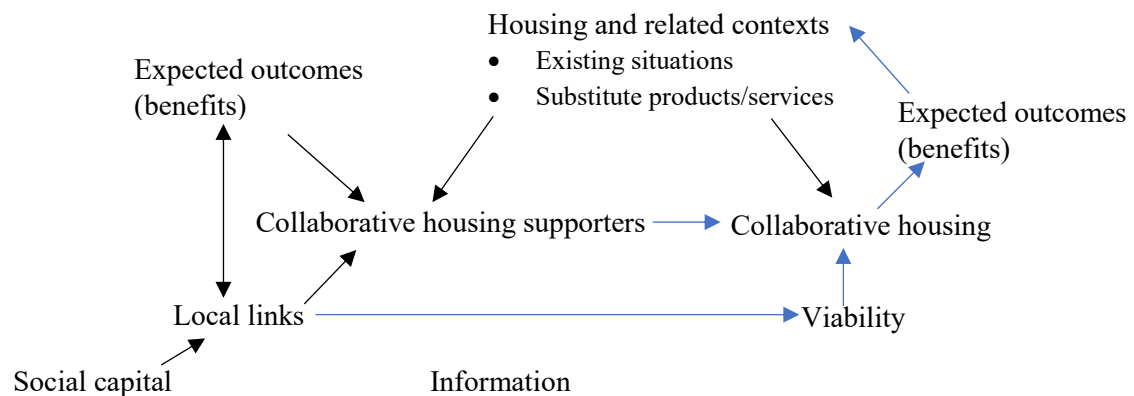 Housing and related contexts
• Existing situations
• Substitute products/services
Expected outcomes
(benefits)
Expected outcomes
(benefits)
Collaborative housing supporters
Collaborative housing
Local links
Viability
Social capital
Information